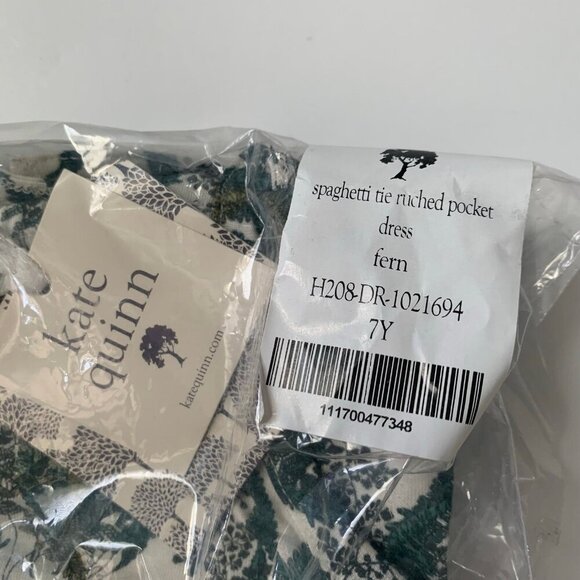 kate
quinn
katequinn.com
spaghetti tie ruched pocket
dress
fern
H208-DR-1021694
7Y
111700477348